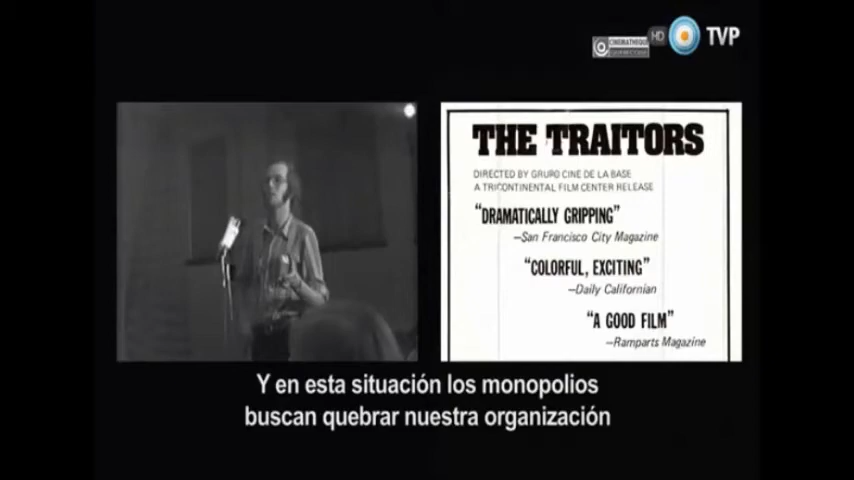 HD
TVP
CINEMATHEQUE
THE TRAITORS
DIRECTED BY GRUPO CINE DE LA BASE
A TRICONTINENTAL FILM CENTER RELEASE
"DRAMATICALLY GRIPPING"
—San Francisco City Magazine
"COLORFUL, EXCITING"
—Daily Californian
"A GOOD FILM"
—Ramparts Magazine
Y en esta situación los monopolios
buscan quebrar nuestra organización